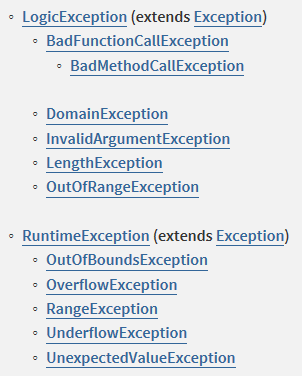 LogicException (extends Exception)
BadFunctionCallException
BadMethodCallException
DomainException
InvalidArgumentException
LengthException
OutOfRangeException
RuntimeException (extends Exception)
OutOfBoundsException
OverflowException
RangeException
UnderflowException
UnexpectedValueException